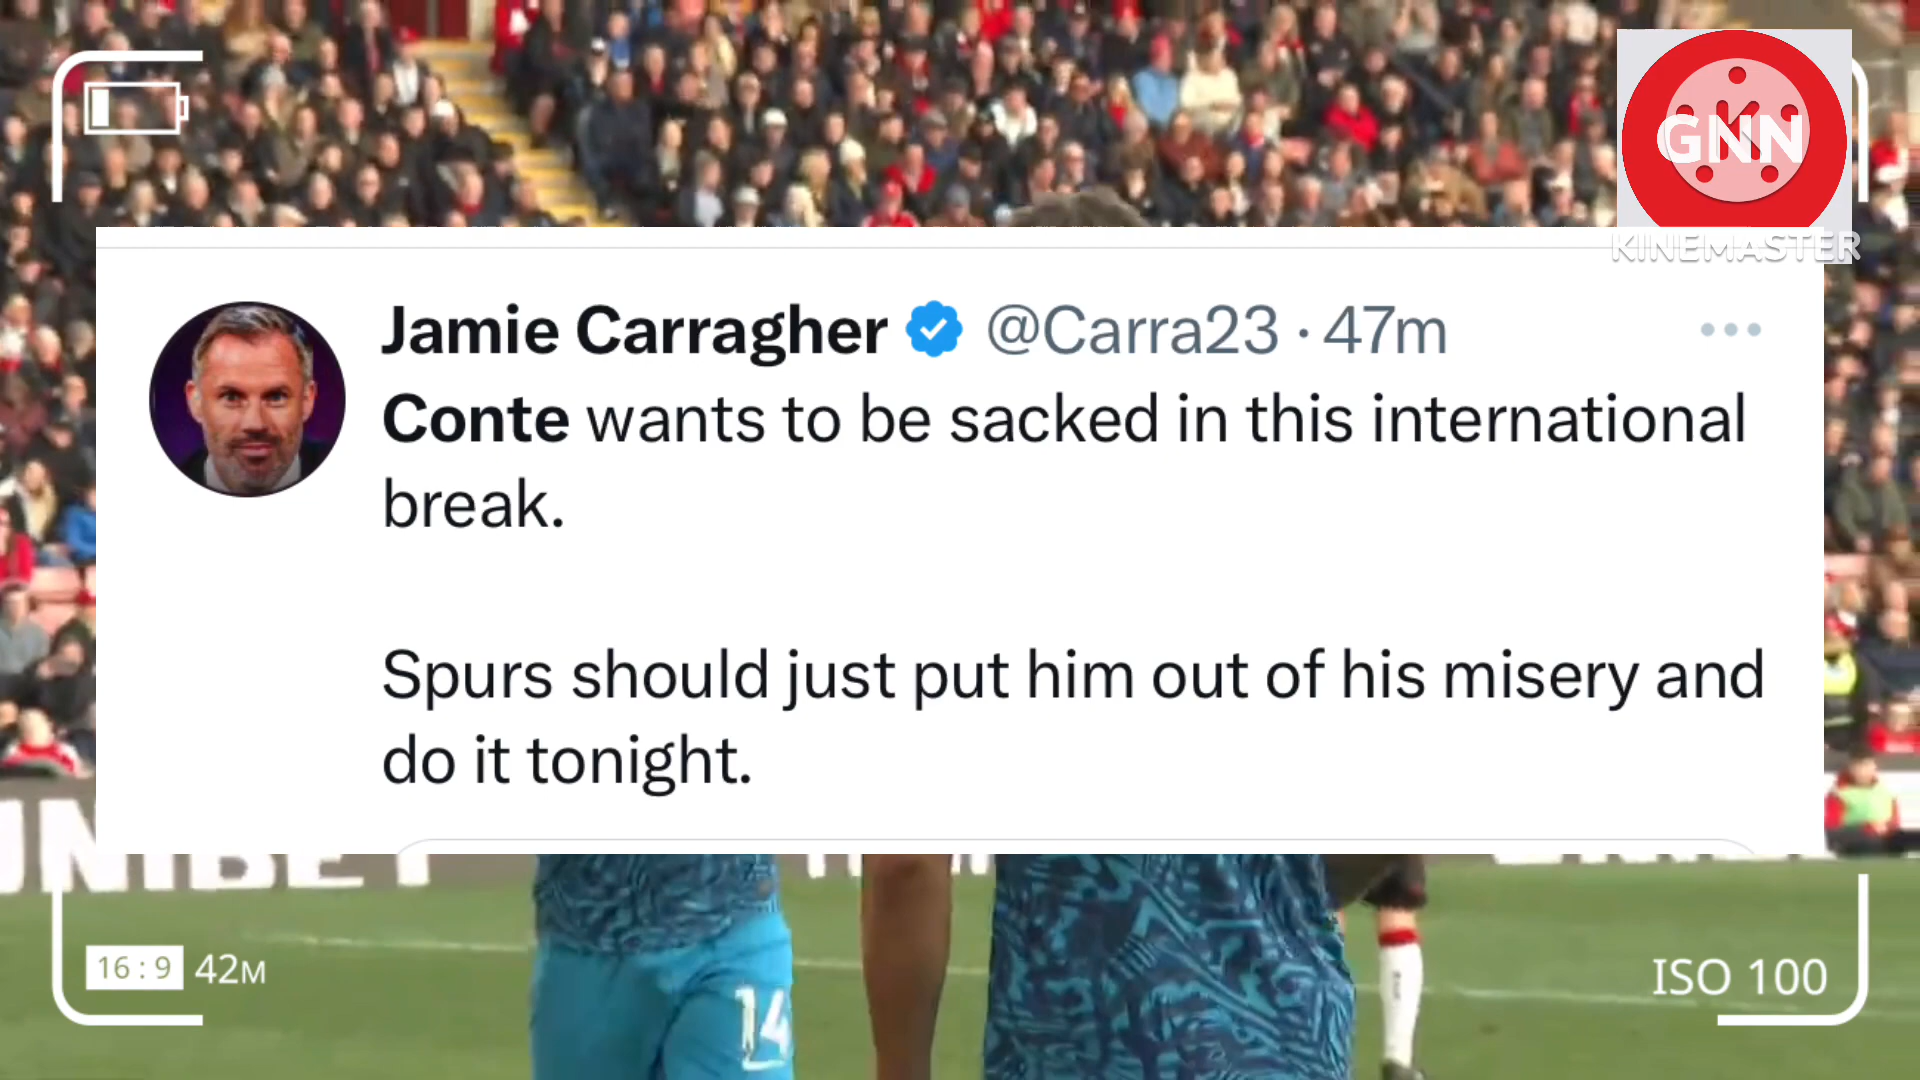 GNN
KINEMASTER
Jamie Carragher @Carra23 · 47m
Conte wants to be sacked in this international
break.
Spurs should just put him out of his misery and
do it tonight.
UNIBET
14
16:9 42M
ISO 100